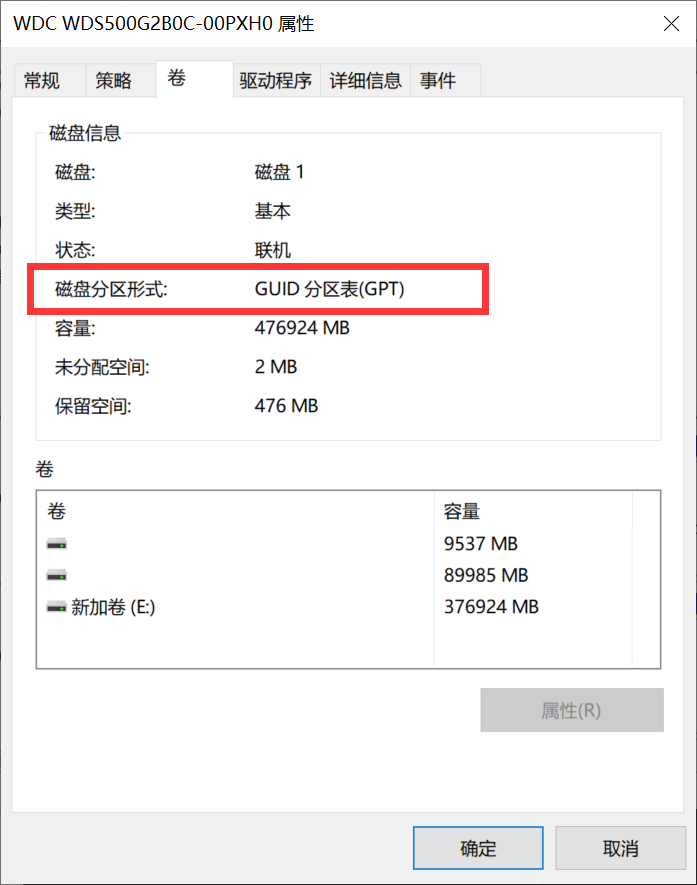 WDC WDS500G2B0C-00PXH0 属性
常规 策略 卷 驱动程序 详细信息 事件
磁盘信息
磁盘: 磁盘 1
类型: 基本
状态: 联机
磁盘分区形式: GUID 分区表(GPT)
容量: 476924 MB
未分配空间: 2 MB
保留空间: 476 MB
卷
卷 容量
9537 MB
89985 MB
新加卷 (E:) 376924 MB
属性(R)
确定 取消